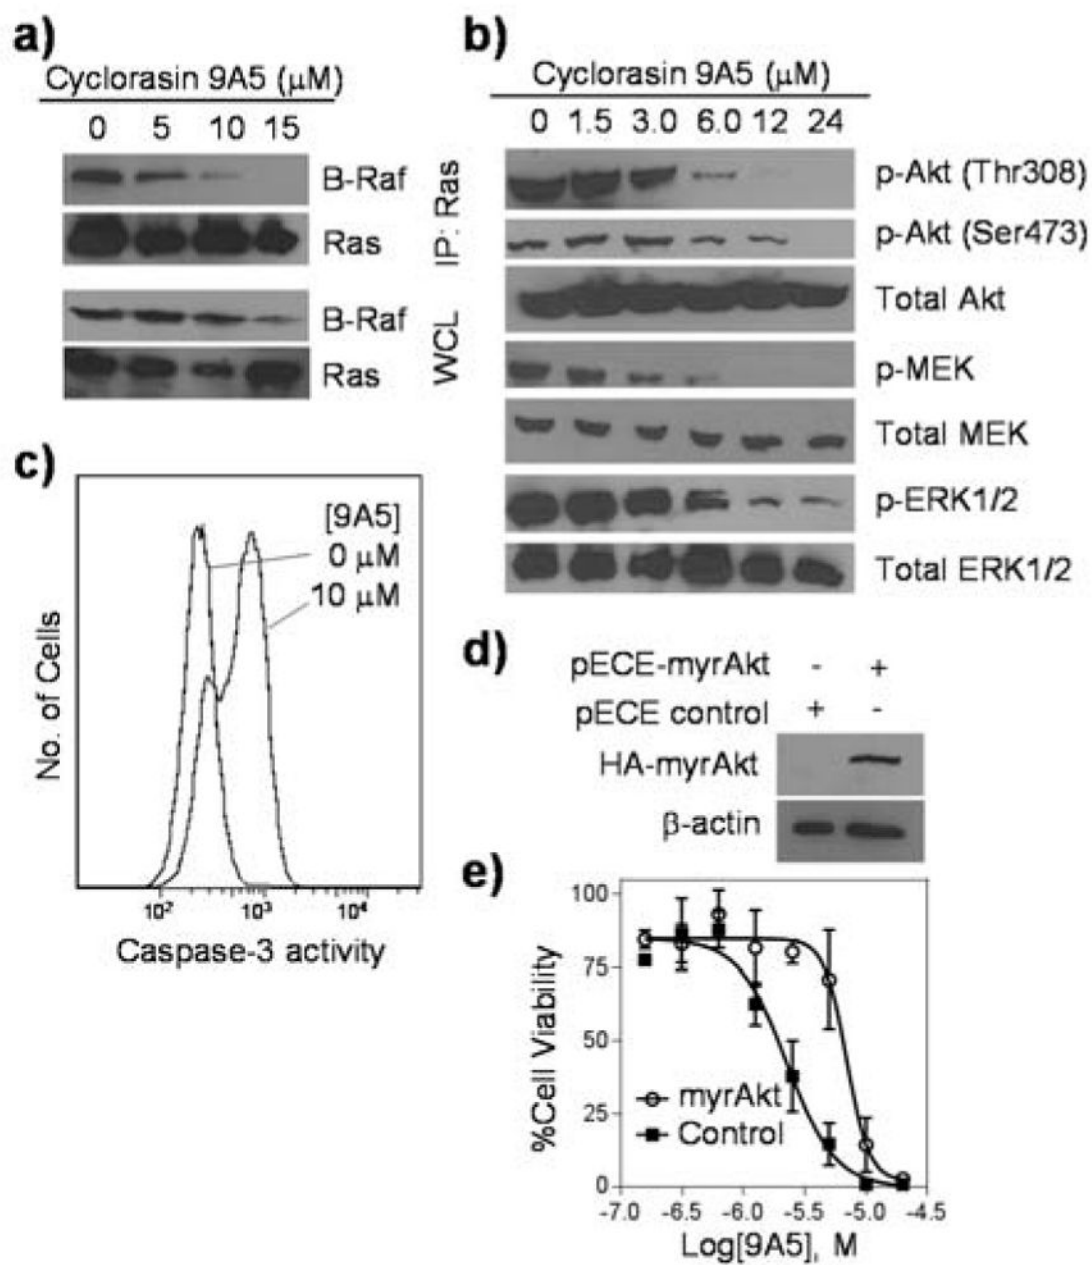 a)
Cyclorasin 9A5 (μM)
0 5 10 15
B-Raf
Ras
IP: Ras
B-Raf
Ras
WCL
b)
Cyclorasin 9A5 (μM)
0 1.5 3.0 6.0 12 24
p-Akt (Thr308)
p-Akt (Ser473)
Total Akt
p-MEK
Total MEK
p-ERK1/2
Total ERK1/2
c)
[9A5]
0 μM
10 μM
No. of Cells
10² 10³ 10⁴
Caspase-3 activity
d)
pECE-myrAkt - +
pECE control + -
HA-myrAkt
β-actin
e)
%Cell Viability
100
75
50
25
0
myrAkt
Control
-7.0 -6.5 -6.0 -5.5 -5.0 -4.5
Log[9A5], M